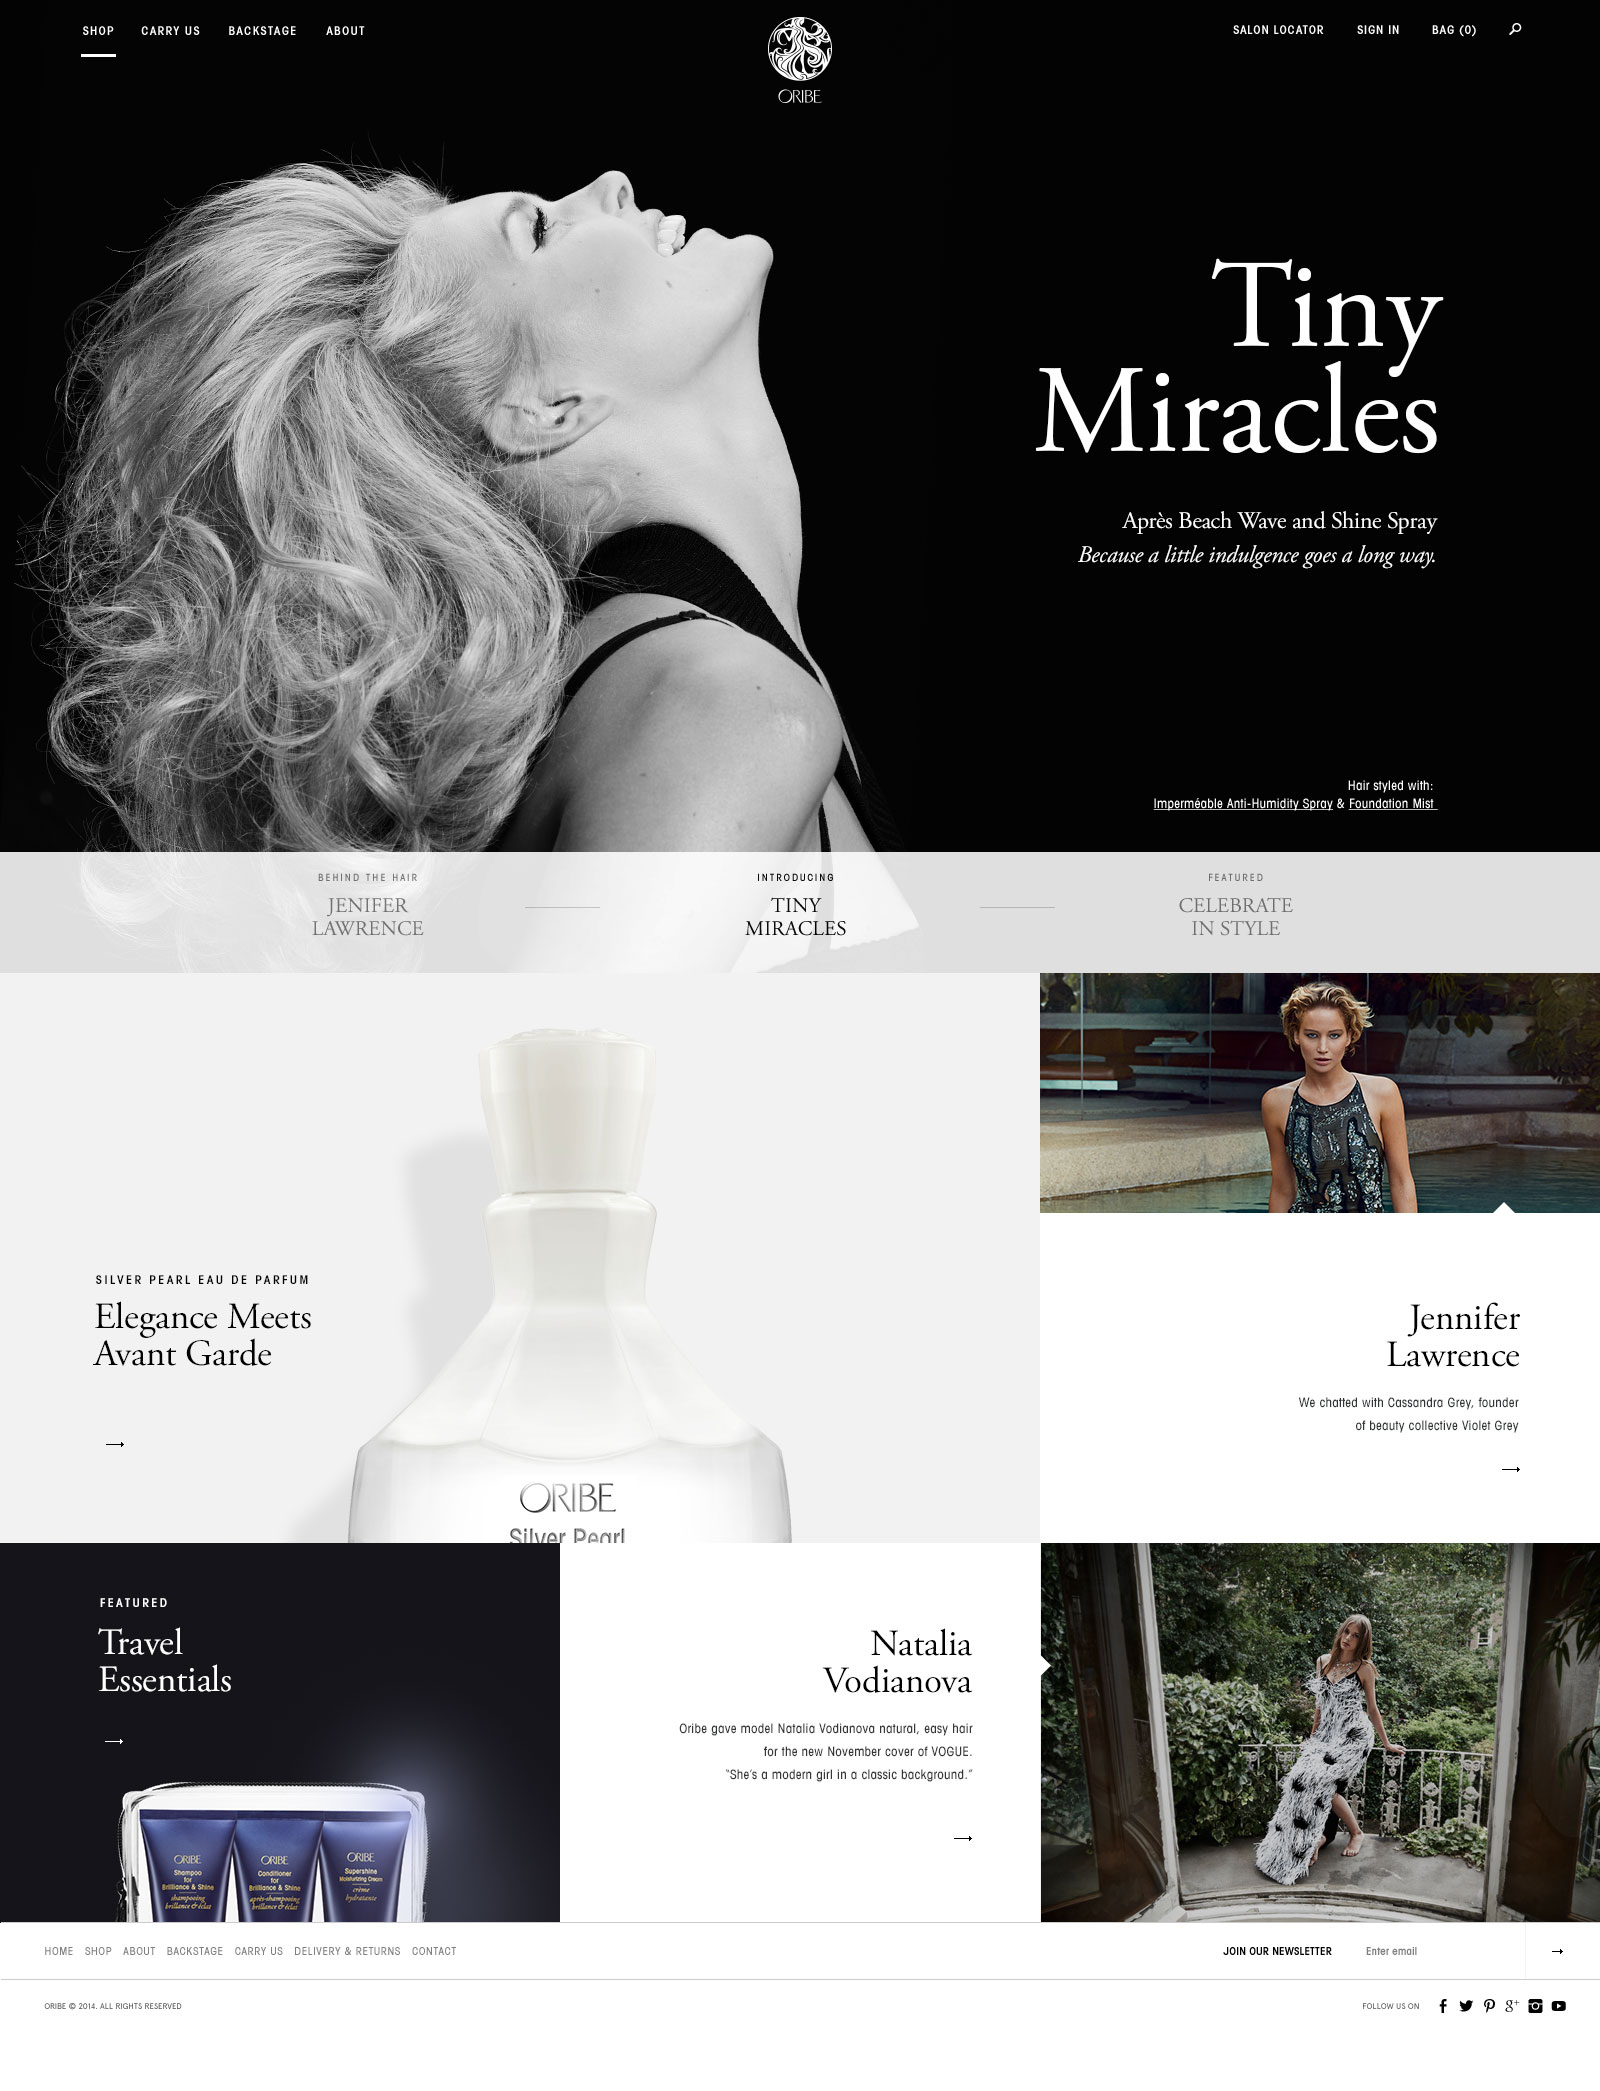 SHOP CARRY US BACKSTAGE ABOUT
SALON LOCATOR SIGN IN BAG (0)
ORIBE
Tiny
Miracles
Après Beach Wave and Shine Spray
Because a little indulgence goes a long way.
Hair styled with:
Imperméable Anti-Humidity Spray & Foundation Mist
BEHIND THE HAIR
JENIFER
LAWRENCE
INTRODUCING
TINY
MIRACLES
FEATURED
CELEBRATE
IN STYLE
SILVER PEARL EAU DE PARFUM
Elegance Meets
Avant Garde
ORIBE
Silver Pearl
Jennifer
Lawrence
We chatted with Cassandra Grey, founder
of beauty collective Violet Grey
FEATURED
Travel
Essentials
ORIBE
Shampoo
for
Brilliance & Shine
shampooing
brillance & éclat
ORIBE
Conditioner
for
Brilliance & Shine
après-shampooing
brillance & éclat
ORIBE
Supershine
Moisturizing Cream
crème
hydratante
Natalia
Vodianova
Oribe gave model Natalia Vodianova natural, easy hair
for the new November cover of VOGUE.
“She’s a modern girl in a classic background.”
HOME SHOP ABOUT BACKSTAGE CARRY US DELIVERY & RETURNS CONTACT
JOIN OUR NEWSLETTER Enter email
ORIBE © 2014. ALL RIGHTS RESERVED
FOLLOW US ON